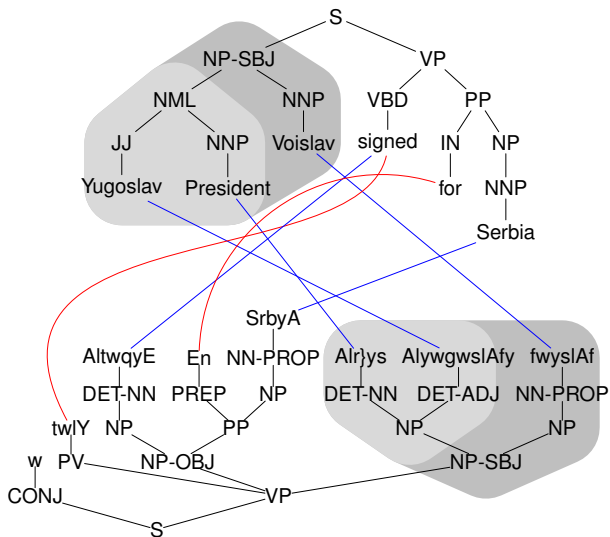 S
NP-SBJ VP
NML NNP VBD PP
JJ NNP Voislav signed IN NP
Yugoslav President for NNP
Serbia
SrbyA
AltwqyE En NN-PROP Alr}ys AlywgwslAfy fwyslAf
DET-NN PREP NP DET-NN DET-ADJ NN-PROP
twlY NP PP NP NP
w PV NP-OBJ NP-SBJ
CONJ VP
S